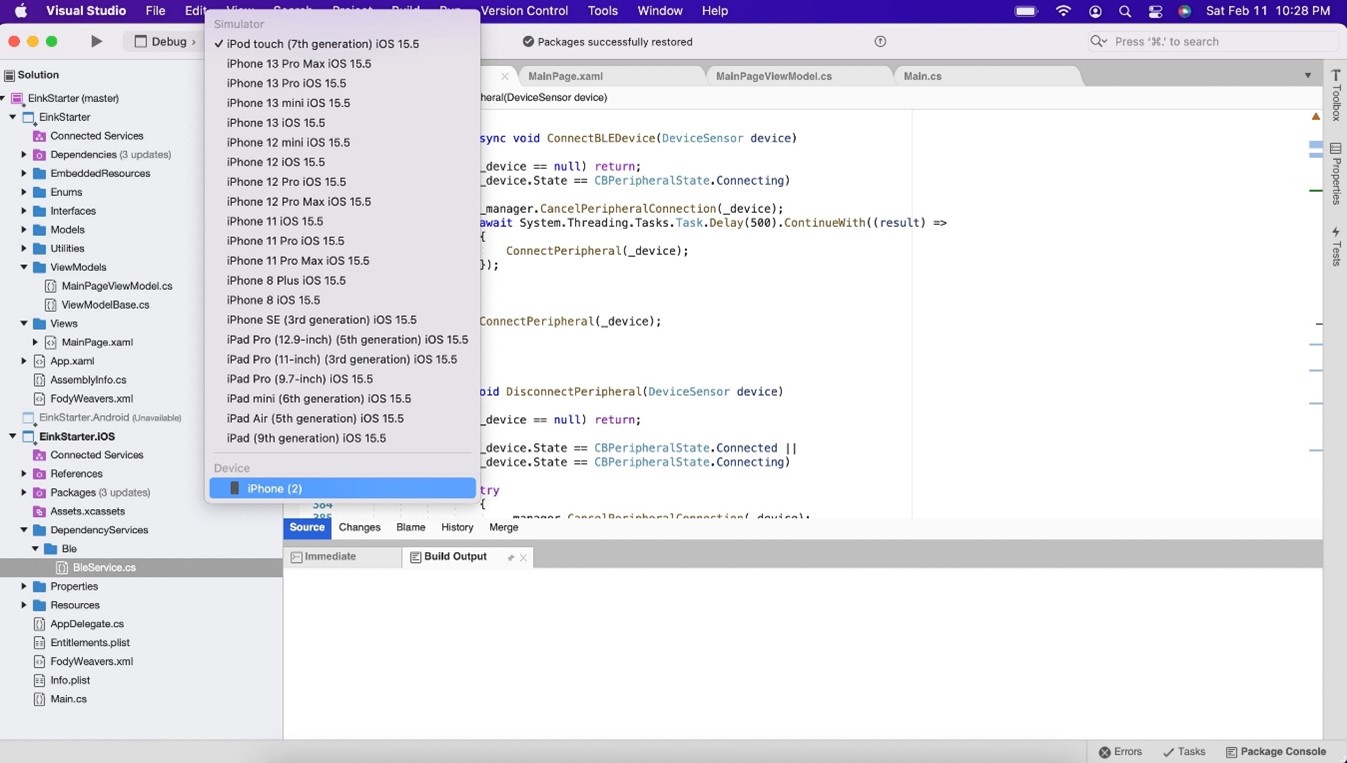 Visual Studio File Edit View Search Project Build Run Version Control Tools Window Help Sat Feb 11 10:28 PM
Debug ›
Packages successfully restored
Press '⌘.' to search
Solution
EinkStarter (master)
EinkStarter
Connected Services
Dependencies (3 updates)
EmbeddedResources
Enums
Interfaces
Models
Utilities
ViewModels
MainPageViewModel.cs
ViewModelBase.cs
Views
MainPage.xaml
App.xaml
AssemblyInfo.cs
FodyWeavers.xml
EinkStarter.Android (Unavailable)
EinkStarter.iOS
Connected Services
References
Packages (3 updates)
Assets.xcassets
DependencyServices
Ble
BleService.cs
Properties
Resources
AppDelegate.cs
Entitlements.plist
FodyWeavers.xml
Info.plist
Main.cs
Simulator
✓ iPod touch (7th generation) iOS 15.5
iPhone 13 Pro Max iOS 15.5
iPhone 13 Pro iOS 15.5
iPhone 13 mini iOS 15.5
iPhone 13 iOS 15.5
iPhone 12 mini iOS 15.5
iPhone 12 iOS 15.5
iPhone 12 Pro iOS 15.5
iPhone 12 Pro Max iOS 15.5
iPhone 11 iOS 15.5
iPhone 11 Pro iOS 15.5
iPhone 11 Pro Max iOS 15.5
iPhone 8 Plus iOS 15.5
iPhone 8 iOS 15.5
iPhone SE (3rd generation) iOS 15.5
iPad Pro (12.9-inch) (5th generation) iOS 15.5
iPad Pro (11-inch) (3rd generation) iOS 15.5
iPad Pro (9.7-inch) iOS 15.5
iPad mini (6th generation) iOS 15.5
iPad Air (5th generation) iOS 15.5
iPad (9th generation) iOS 15.5
Device
iPhone (2)
MainPage.xaml MainPageViewModel.cs Main.cs
heral(DeviceSensor device)
sync void ConnectBLEDevice(DeviceSensor device)
_device == null) return;
_device.State == CBPeripheralState.Connecting)
_manager.CancelPeripheralConnection(_device);
await System.Threading.Tasks.Task.Delay(500).ContinueWith((result) =>
{
ConnectPeripheral(_device);
});
ConnectPeripheral(_device);
oid DisconnectPeripheral(DeviceSensor device)
_device == null) return;
_device.State == CBPeripheralState.Connected ||
_device.State == CBPeripheralState.Connecting)
try
384 {
385 _manager.CancelPeripheralConnection(_device);
Source Changes Blame History Merge
Immediate Build Output
Toolbox
Properties
Tests
Errors Tasks Package Console